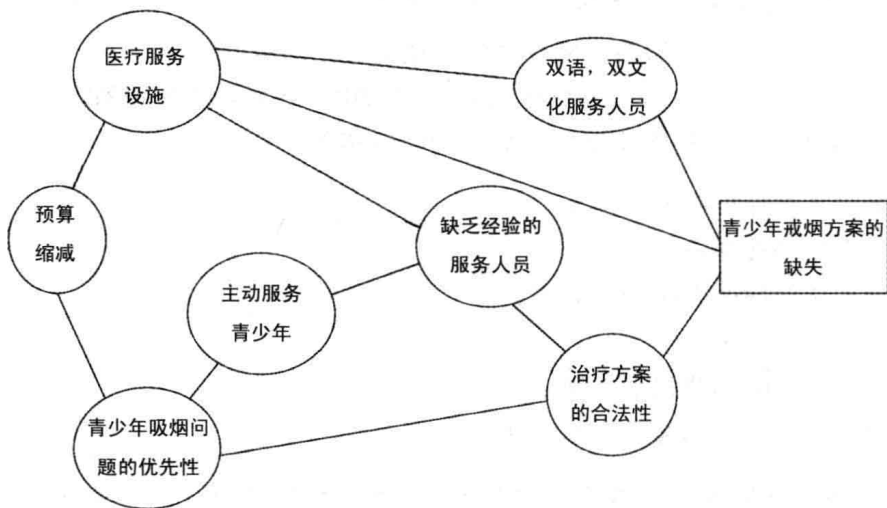 医疗服务
设施
双语，双文
化服务人员
预算
缩减
缺乏经验的
服务人员
青少年戒烟方案的
缺失
主动服务
青少年
治疗方案
的合法性
青少年吸烟问
题的优先性